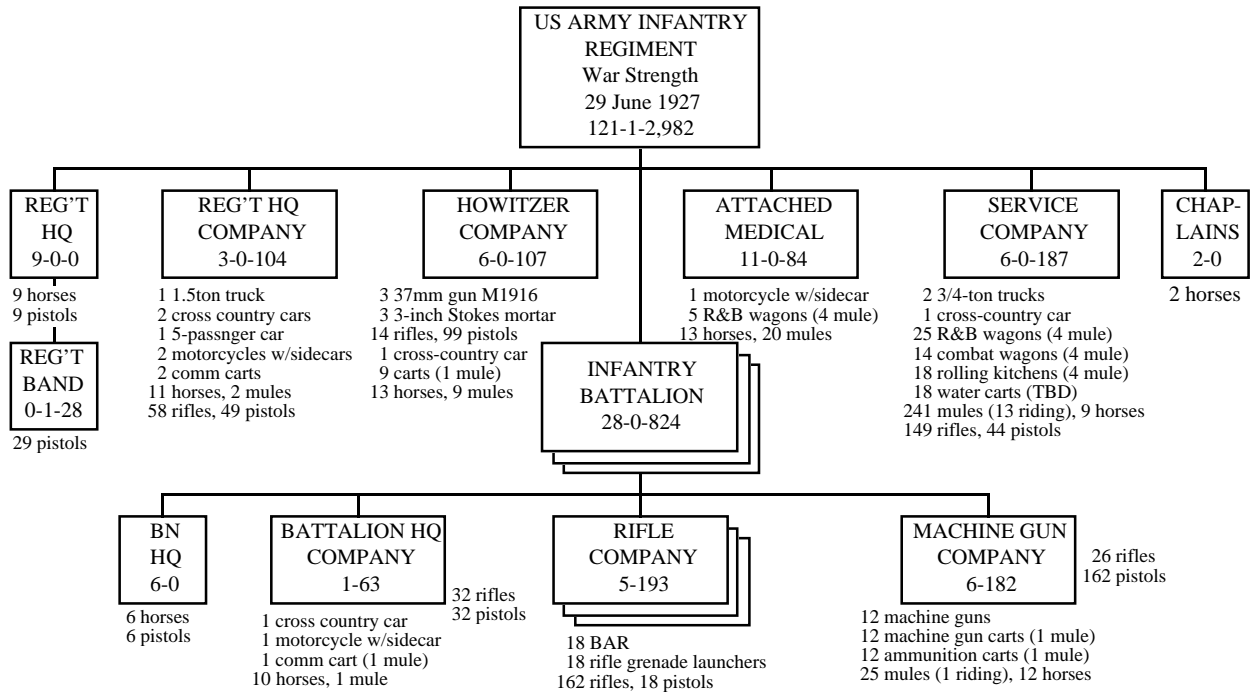 US ARMY INFANTRY
REGIMENT
War Strength
29 June 1927
121-1-2,982
REG'T
HQ
9-0-0
9 horses
9 pistols
REG'T
BAND
0-1-28
29 pistols
REG'T HQ
COMPANY
3-0-104
1 1.5ton truck
2 cross country cars
1 5-passnger car
2 motorcycles w/sidecars
2 comm carts
11 horses, 2 mules
58 rifles, 49 pistols
HOWITZER
COMPANY
6-0-107
3 37mm gun M1916
3 3-inch Stokes mortar
14 rifles, 99 pistols
1 cross-country car
9 carts (1 mule)
13 horses, 9 mules
ATTACHED
MEDICAL
11-0-84
1 motorcycle w/sidecar
5 R&B wagons (4 mule)
13 horses, 20 mules
SERVICE
COMPANY
6-0-187
2 3/4-ton trucks
1 cross-country car
25 R&B wagons (4 mule)
14 combat wagons (4 mule)
18 rolling kitchens (4 mule)
18 water carts (TBD)
241 mules (13 riding), 9 horses
149 rifles, 44 pistols
CHAP-
LAINS
2-0
2 horses
INFANTRY
BATTALION
28-0-824
BN
HQ
6-0
6 horses
6 pistols
BATTALION HQ
COMPANY
1-63
32 rifles
32 pistols
1 cross country car
1 motorcycle w/sidecar
1 comm cart (1 mule)
10 horses, 1 mule
RIFLE
COMPANY
5-193
18 BAR
18 rifle grenade launchers
162 rifles, 18 pistols
MACHINE GUN
COMPANY
6-182
26 rifles
162 pistols
12 machine guns
12 machine gun carts (1 mule)
12 ammunition carts (1 mule)
25 mules (1 riding), 12 horses